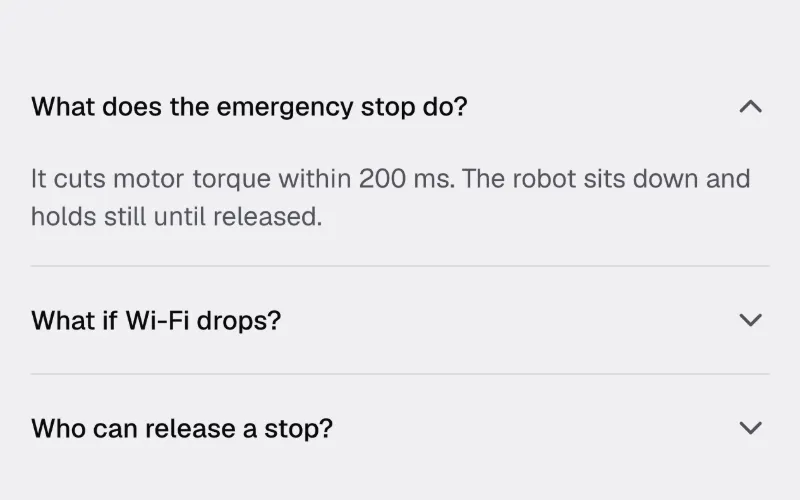 What does the emergency stop do?
It cuts motor torque within 200 ms. The robot sits down and
holds still until released.
What if Wi-Fi drops?
Who can release a stop?